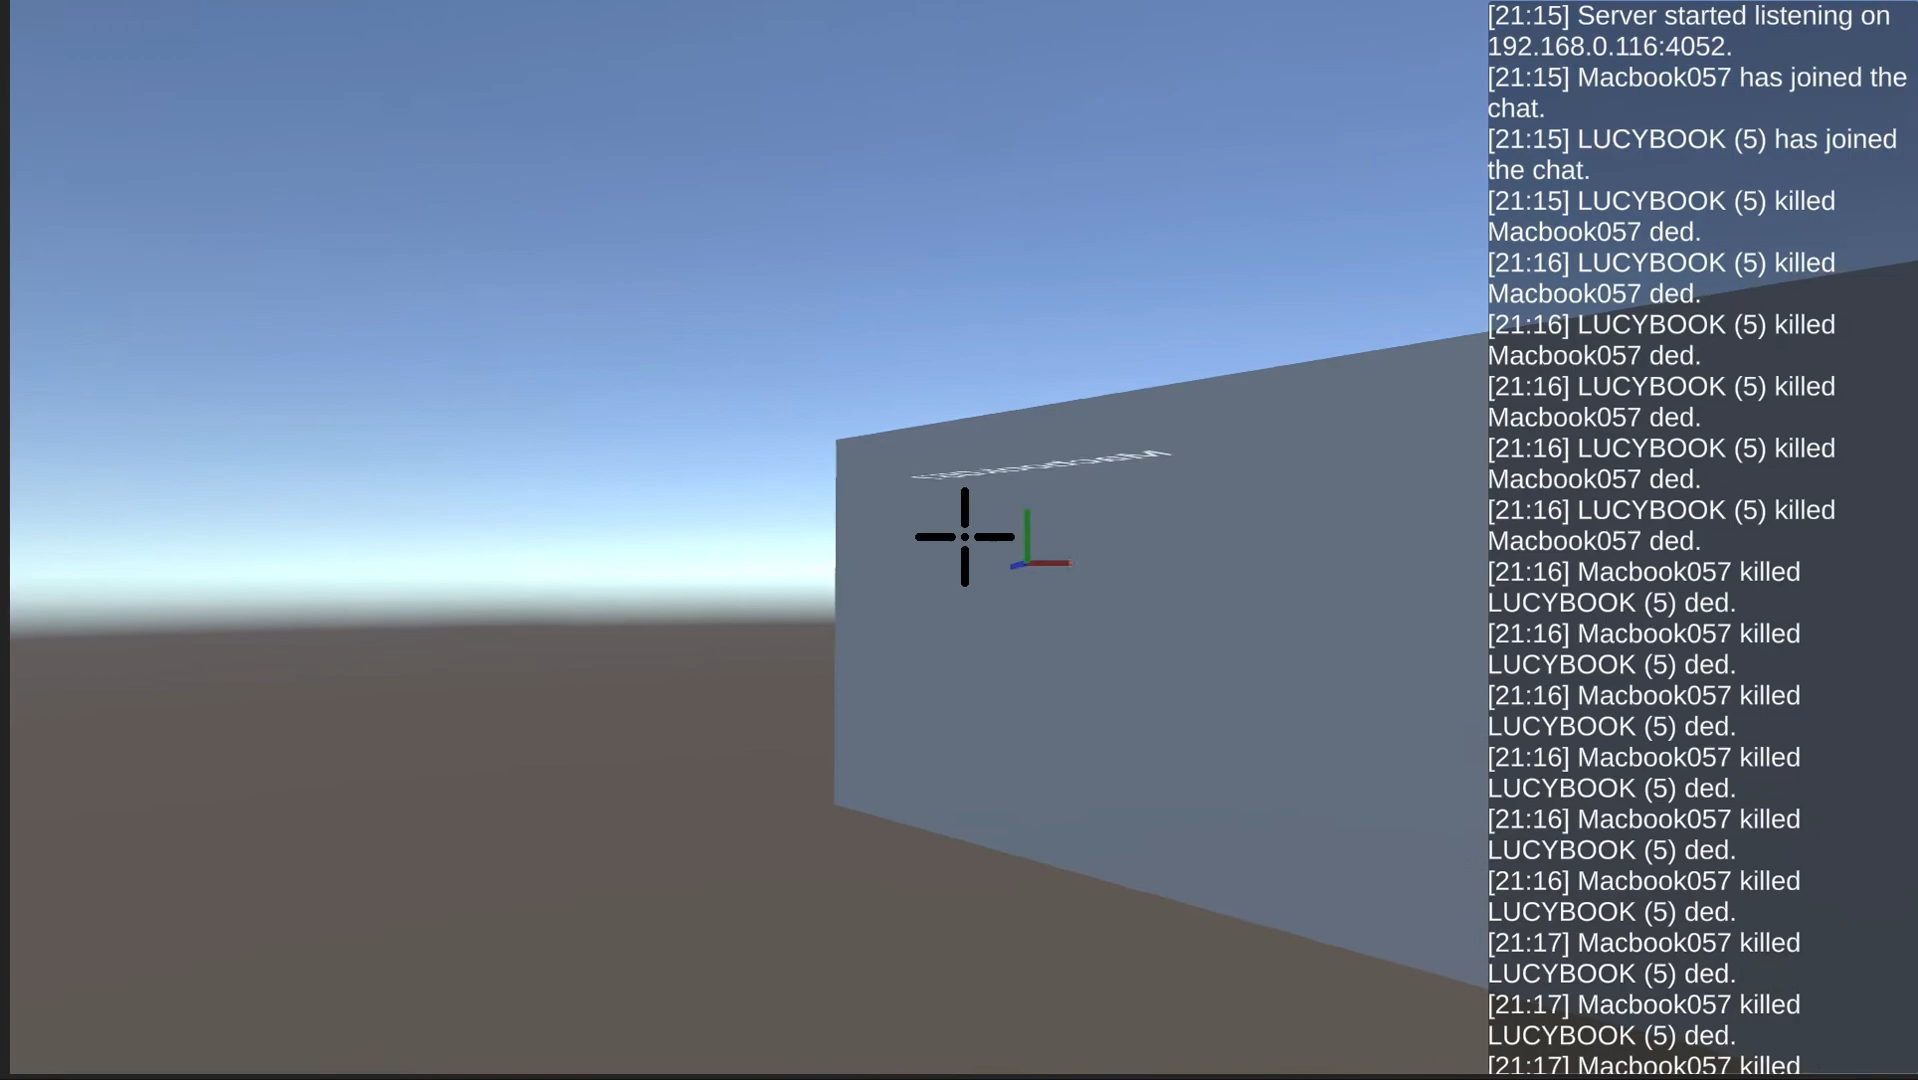 [21:15] Server started listening on
192.168.0.116:4052.
[21:15] Macbook057 has joined the
chat.
[21:15] LUCYBOOK (5) has joined
the chat.
[21:15] LUCYBOOK (5) killed
Macbook057 ded.
[21:16] LUCYBOOK (5) killed
Macbook057 ded.
[21:16] LUCYBOOK (5) killed
Macbook057 ded.
[21:16] LUCYBOOK (5) killed
Macbook057 ded.
[21:16] LUCYBOOK (5) killed
Macbook057 ded.
[21:16] LUCYBOOK (5) killed
Macbook057 ded.
[21:16] Macbook057 killed
LUCYBOOK (5) ded.
[21:16] Macbook057 killed
LUCYBOOK (5) ded.
[21:16] Macbook057 killed
LUCYBOOK (5) ded.
[21:16] Macbook057 killed
LUCYBOOK (5) ded.
[21:16] Macbook057 killed
LUCYBOOK (5) ded.
[21:16] Macbook057 killed
LUCYBOOK (5) ded.
[21:17] Macbook057 killed
LUCYBOOK (5) ded.
[21:17] Macbook057 killed
LUCYBOOK (5) ded.
[21:17] Macbook057 killed